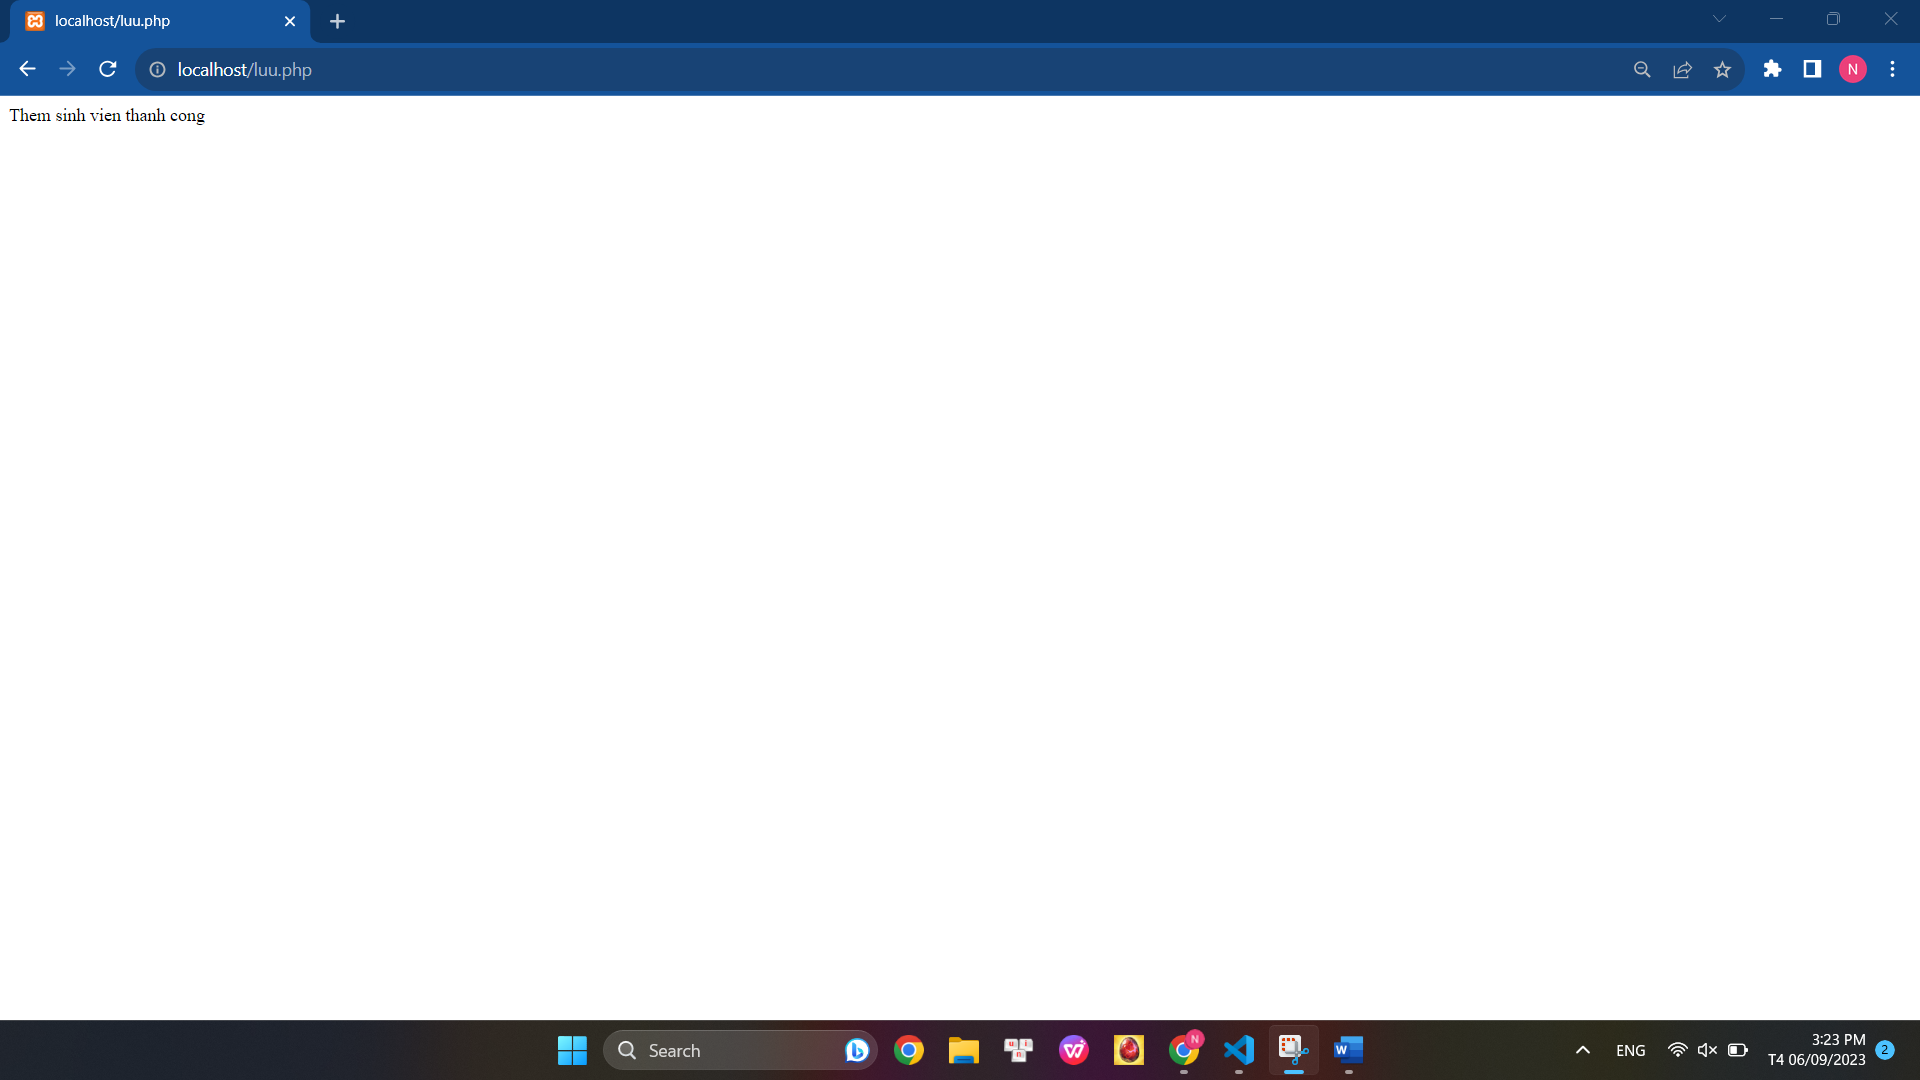 localhost/luu.php
localhost/luu.php
N
Them sinh vien thanh cong
Search
N
W
ENG
3:23 PM
T4 06/09/2023
2